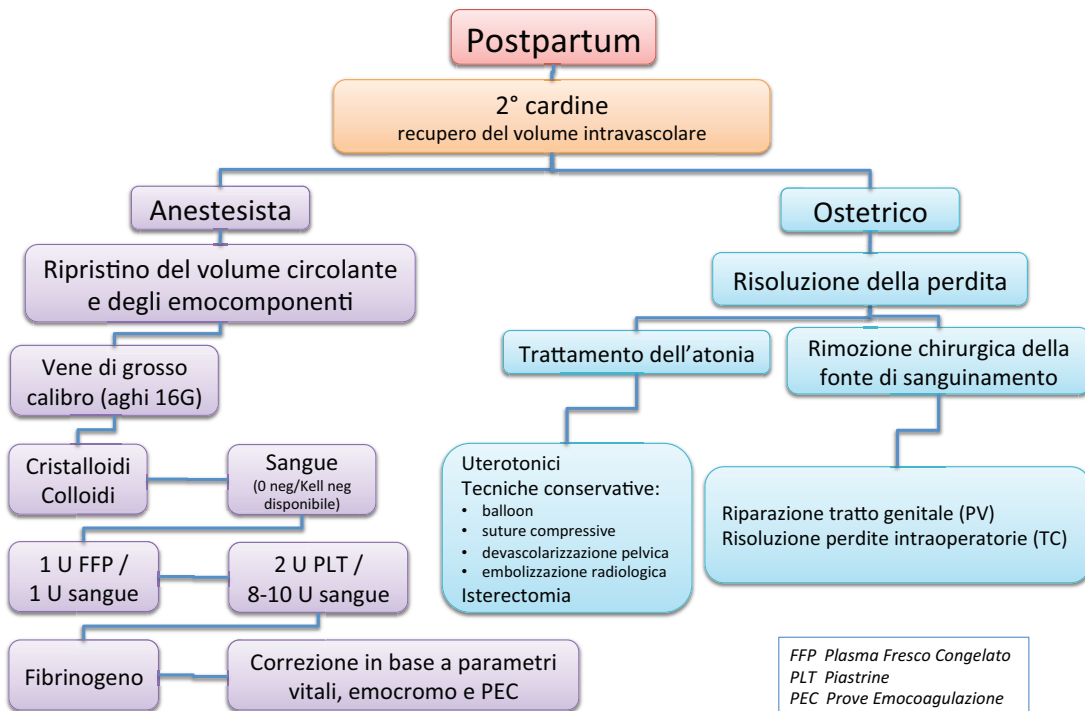 Postpartum
2° cardine
recupero del volume intravascolare
Anestesista
Ripristino del volume circolante
e degli emocomponenti
Vene di grosso
calibro (aghi 16G)
Cristalloidi
Colloidi
Sangue
(0 neg/Kell neg
disponibile)
1 U FFP /
1 U sangue
2 U PLT /
8-10 U sangue
Fibrinogeno
Correzione in base a parametri
vitali, emocromo e PEC
Ostetrico
Risoluzione della perdita
Trattamento dell'atonia
Uterotonici
Tecniche conservative:
• balloon
• suture compressive
• devascolarizzazione pelvica
• embolizzazione radiologica
Isterectomia
Rimozione chirurgica della
fonte di sanguinamento
Riparazione tratto genitale (PV)
Risoluzione perdite intraoperatorie (TC)
FFP Plasma Fresco Congelato
PLT Piastrine
PEC Prove Emocoagulazione